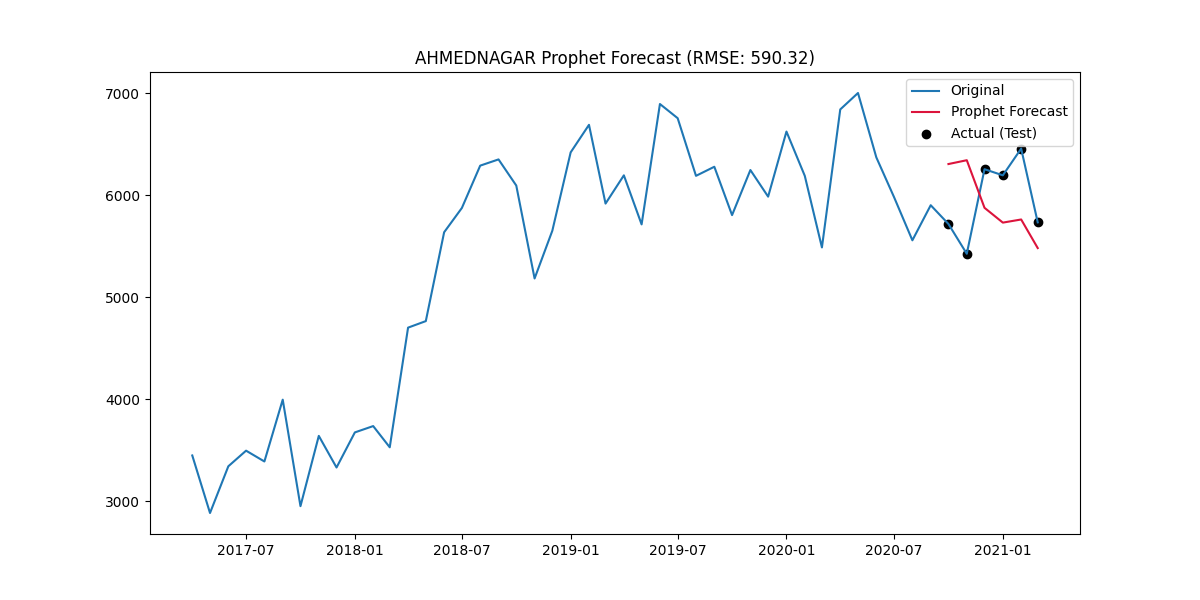 AHMEDNAGAR Prophet Forecast (RMSE: 590.32)
Original
Prophet Forecast
Actual (Test)
7000
6000
5000
4000
3000
2017-07 2018-01 2018-07 2019-01 2019-07 2020-01 2020-07 2021-01